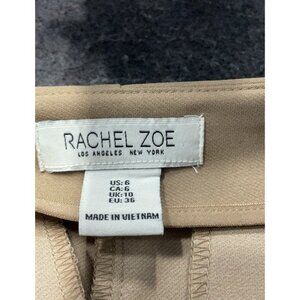 RACHEL ZOE
LOS ANGELES NEW YORK
US: 6
CA: 6
UK: 10
EU: 36
MADE IN VIETNAM